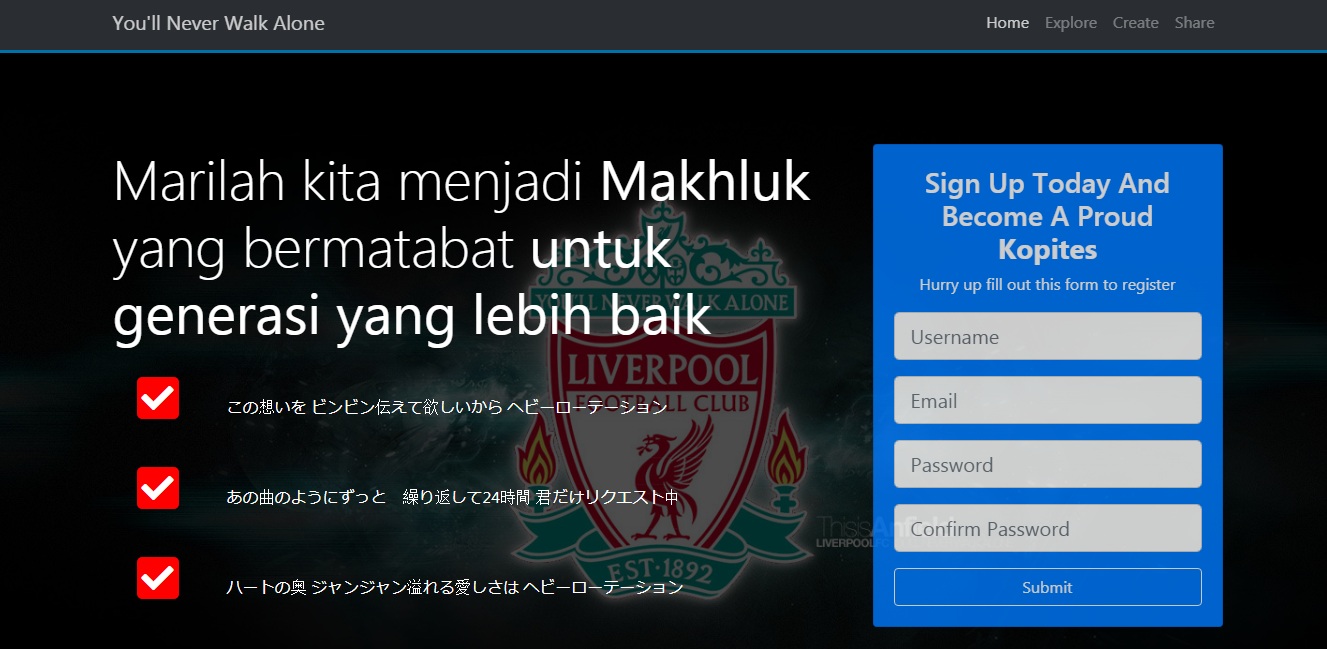 You'll Never Walk Alone
Home Explore Create Share
Marilah kita menjadi Makhluk
yang bermatabat untuk
generasi yang lebih baik
この想いを ビンビン伝えて欲しいから ヘビーローテーション
あの曲のようにずっと　繰り返して24時間 君だけリクエスト中
ハートの奥 ジャンジャン溢れる愛しさは ヘビーローテーション
YOU'LL NEVER WALK ALONE
LIVERPOOL
FOOTBALL CLUB
EST·1892
Sign Up Today And
Become A Proud
Kopites
Hurry up fill out this form to register
Username
Email
Password
Confirm Password
Submit
ThisisAnfield
LIVERPOOLFC